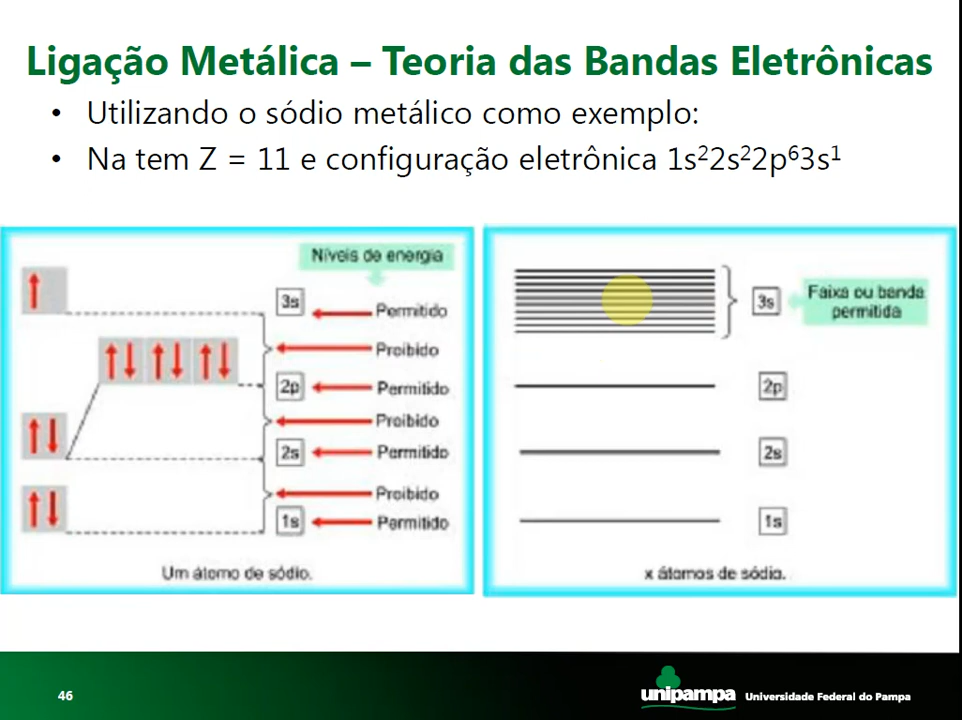 Ligação Metálica – Teoria das Bandas Eletrônicas
• Utilizando o sódio metálico como exemplo:
• Na tem Z = 11 e configuração eletrônica 1s²2s²2p⁶3s¹
Níveis de energia
3s
Permitido
Proibido
2p
Permitido
Proibido
2s
Permitido
Proibido
1s
Permitido
Um átomo de sódio.
3s
Faixa ou banda
permitida
2p
2s
1s
x átomos de sódio.
46
unipampa
Universidade Federal do Pampa